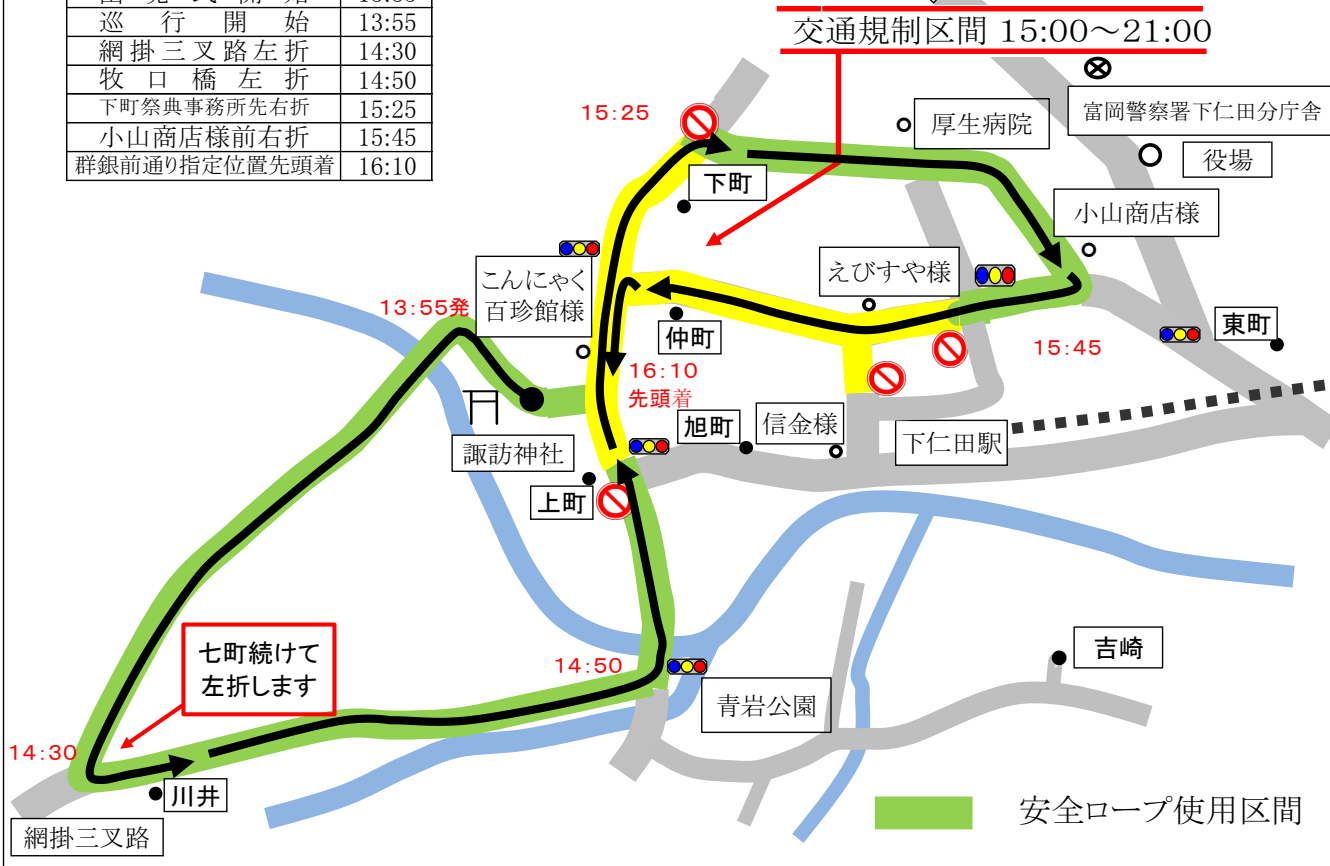 巡行開始 13:55
網掛三叉路左折 14:30
牧口橋左折 14:50
下町祭典事務所先右折 15:25
小山商店様前右折 15:45
群銀前通り指定位置先頭着 16:10
交通規制区間 15:00～21:00
富岡警察署下仁田分庁舎
15:25
厚生病院
役場
下町
小山商店様
こんにゃく
百珍館様
えびすや様
13:55発
仲町
東町
15:45
16:10
先頭着
旭町
信金様
下仁田駅
諏訪神社
上町
七町続けて
左折します
14:50
吉崎
青岩公園
14:30
川井
網掛三叉路
安全ロープ使用区間